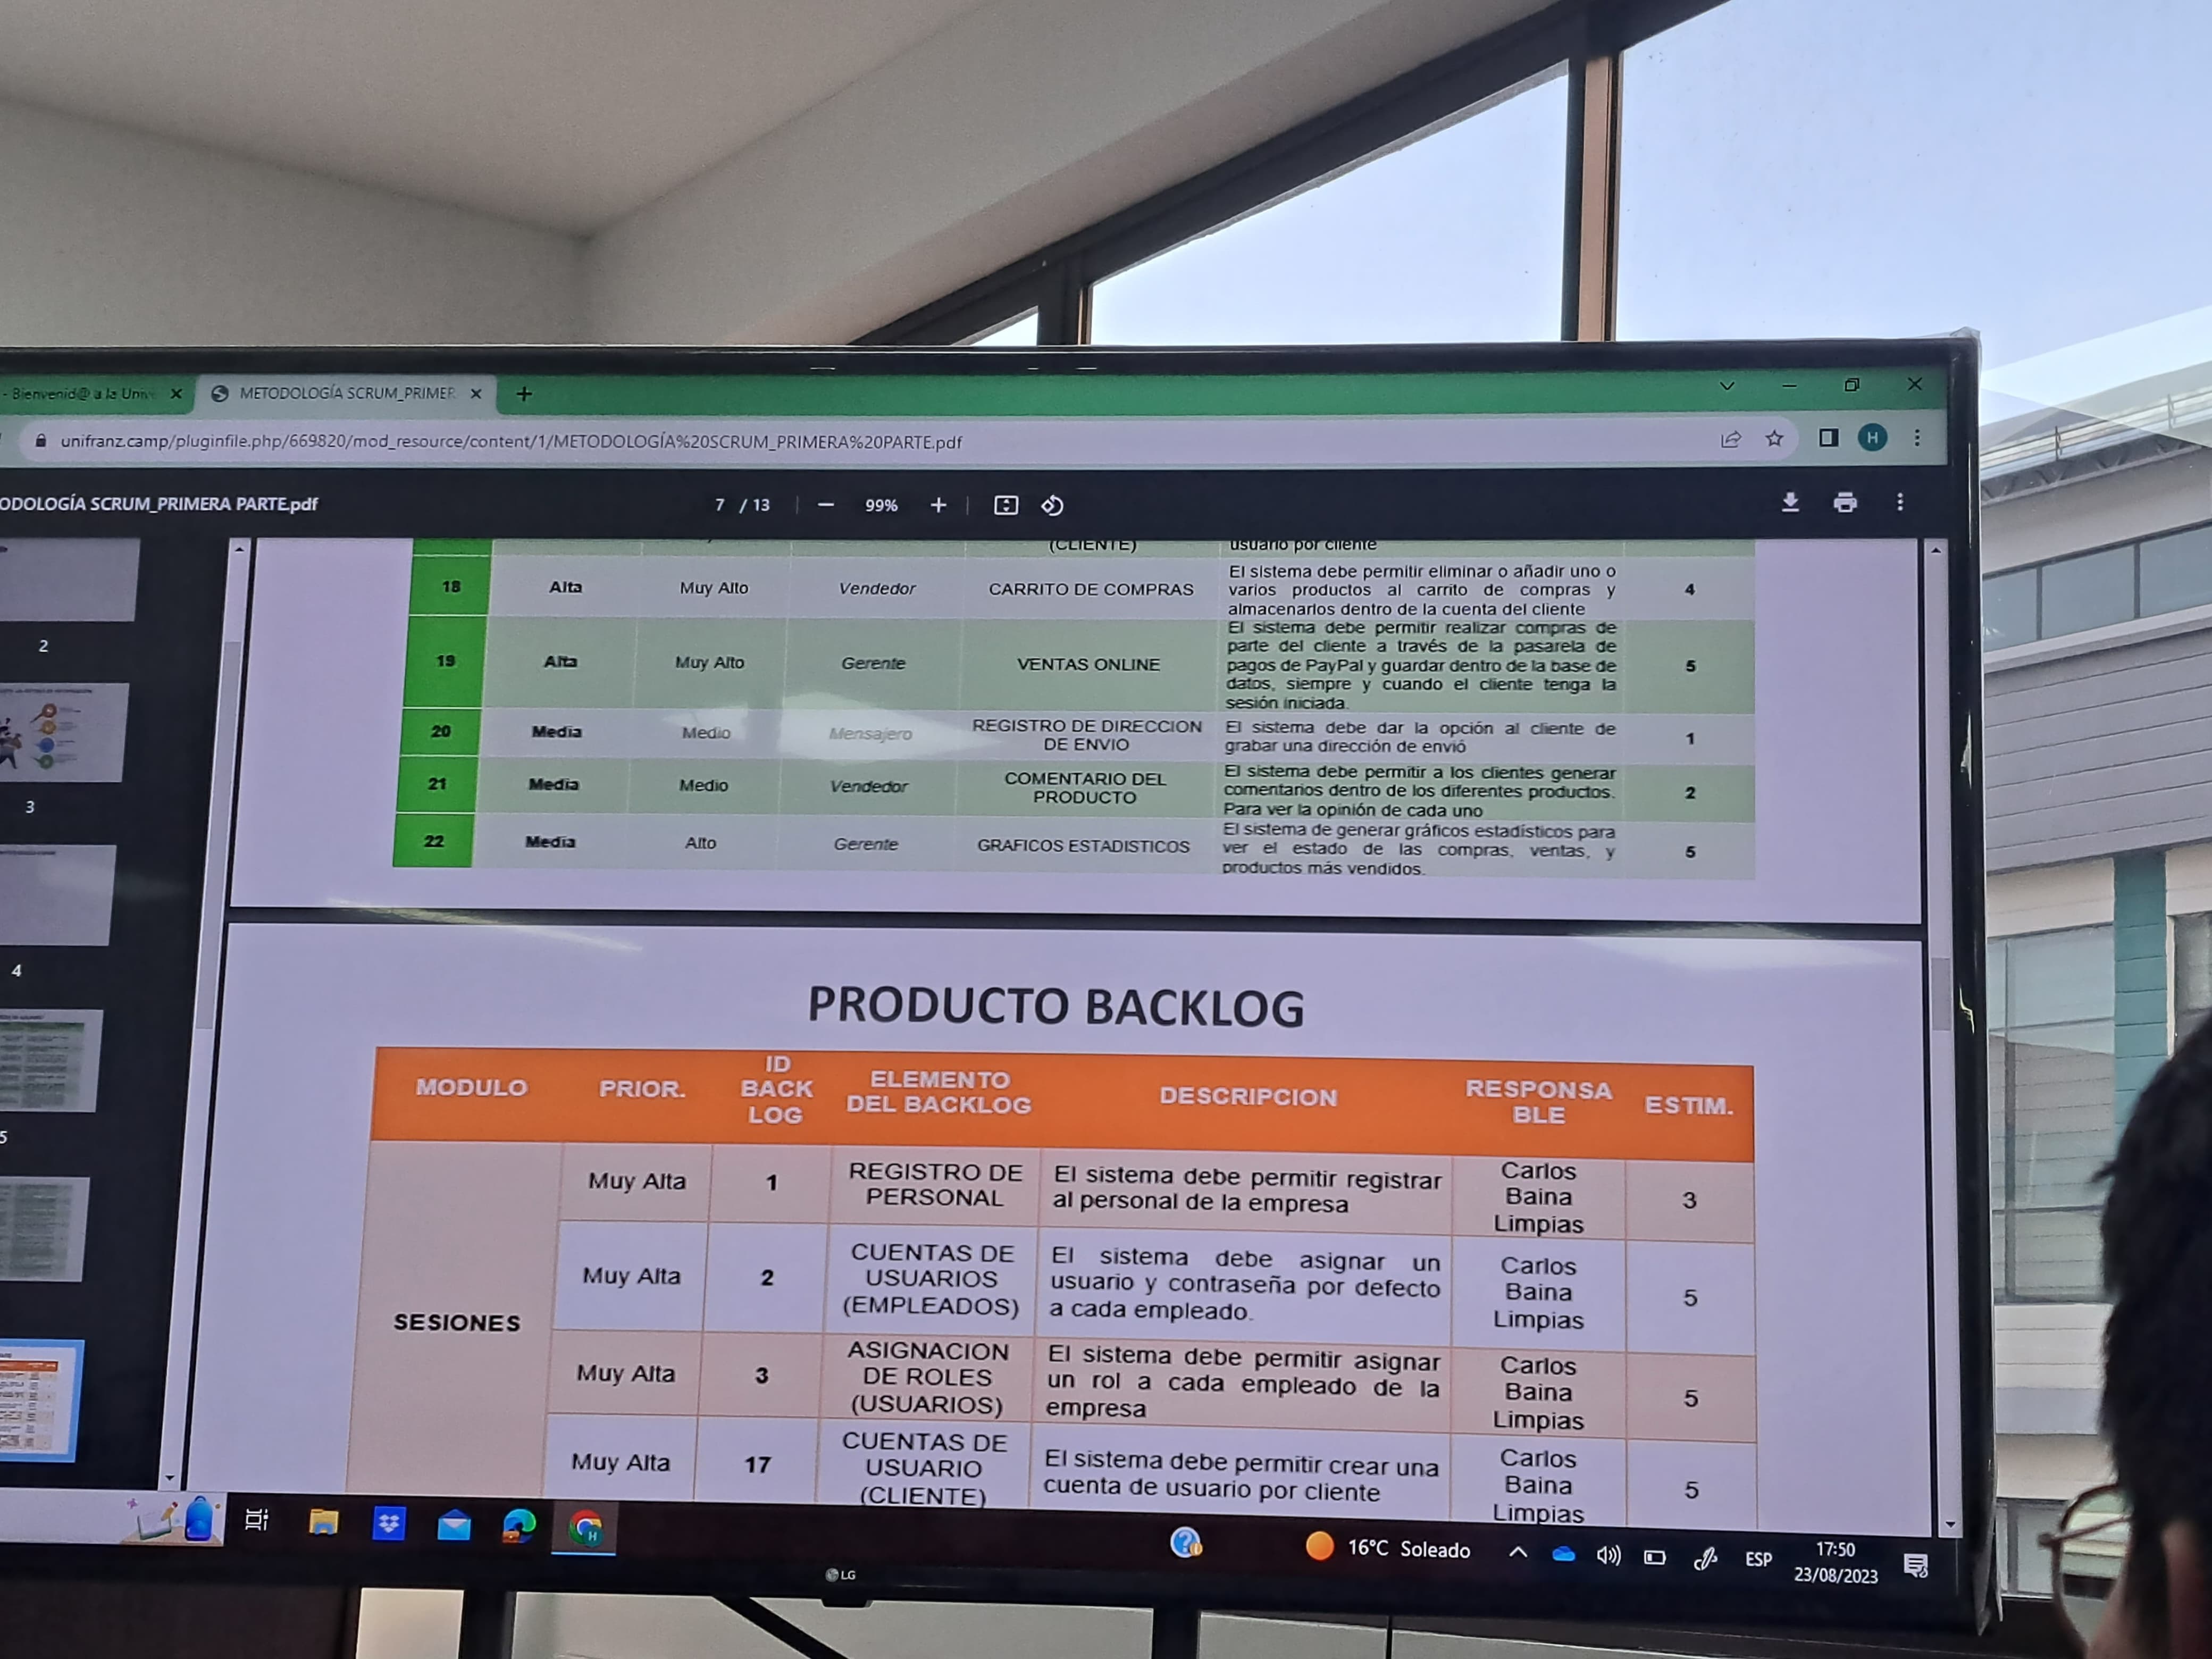 - Bienvenid@ a la Unive
METODOLOGÍA SCRUM_PRIMER
unifranz.camp/pluginfile.php/669820/mod_resource/content/1/METODOLOGÍA%20SCRUM_PRIMERA%20PARTE.pdf
H
ODOLOGÍA SCRUM_PRIMERA PARTE.pdf
7 / 13
99%
2
3
4
5
(CLIENTE)
usuario por cliente
18
Alta
Muy Alto
Vendedor
CARRITO DE COMPRAS
El sistema debe permitir eliminar o añadir uno o
varios productos al carrito de compras y
almacenarlos dentro de la cuenta del cliente
4
19
Alta
Muy Alto
Gerente
VENTAS ONLINE
El sistema debe permitir realizar compras de
parte del cliente a través de la pasarela de
pagos de PayPal y guardar dentro de la base de
datos, siempre y cuando el cliente tenga la
sesión iniciada.
5
20
Media
Medio
Mensajero
REGISTRO DE DIRECCION
DE ENVIO
El sistema debe dar la opción al cliente de
grabar una dirección de envió
1
21
Media
Medio
Vendedor
COMENTARIO DEL
PRODUCTO
El sistema debe permitir a los clientes generar
comentarios dentro de los diferentes productos.
Para ver la opinión de cada uno
2
22
Media
Alto
Gerente
GRAFICOS ESTADISTICOS
El sistema de generar gráficos estadísticos para
ver el estado de las compras, ventas, y
productos más vendidos.
5
PRODUCTO BACKLOG
MODULO
PRIOR.
ID
BACK
LOG
ELEMENTO
DEL BACKLOG
DESCRIPCION
RESPONSA
BLE
ESTIM.
SESIONES
Muy Alta
1
REGISTRO DE
PERSONAL
El sistema debe permitir registrar
al personal de la empresa
Carlos
Baina
Limpias
3
Muy Alta
2
CUENTAS DE
USUARIOS
(EMPLEADOS)
El sistema debe asignar un
usuario y contraseña por defecto
a cada empleado.
Carlos
Baina
Limpias
5
Muy Alta
3
ASIGNACION
DE ROLES
(USUARIOS)
El sistema debe permitir asignar
un rol a cada empleado de la
empresa
Carlos
Baina
Limpias
5
Muy Alta
17
CUENTAS DE
USUARIO
(CLIENTE)
El sistema debe permitir crear una
cuenta de usuario por cliente
Carlos
Baina
Limpias
5
H
16°C Soleado
ESP
17:50
23/08/2023
LG